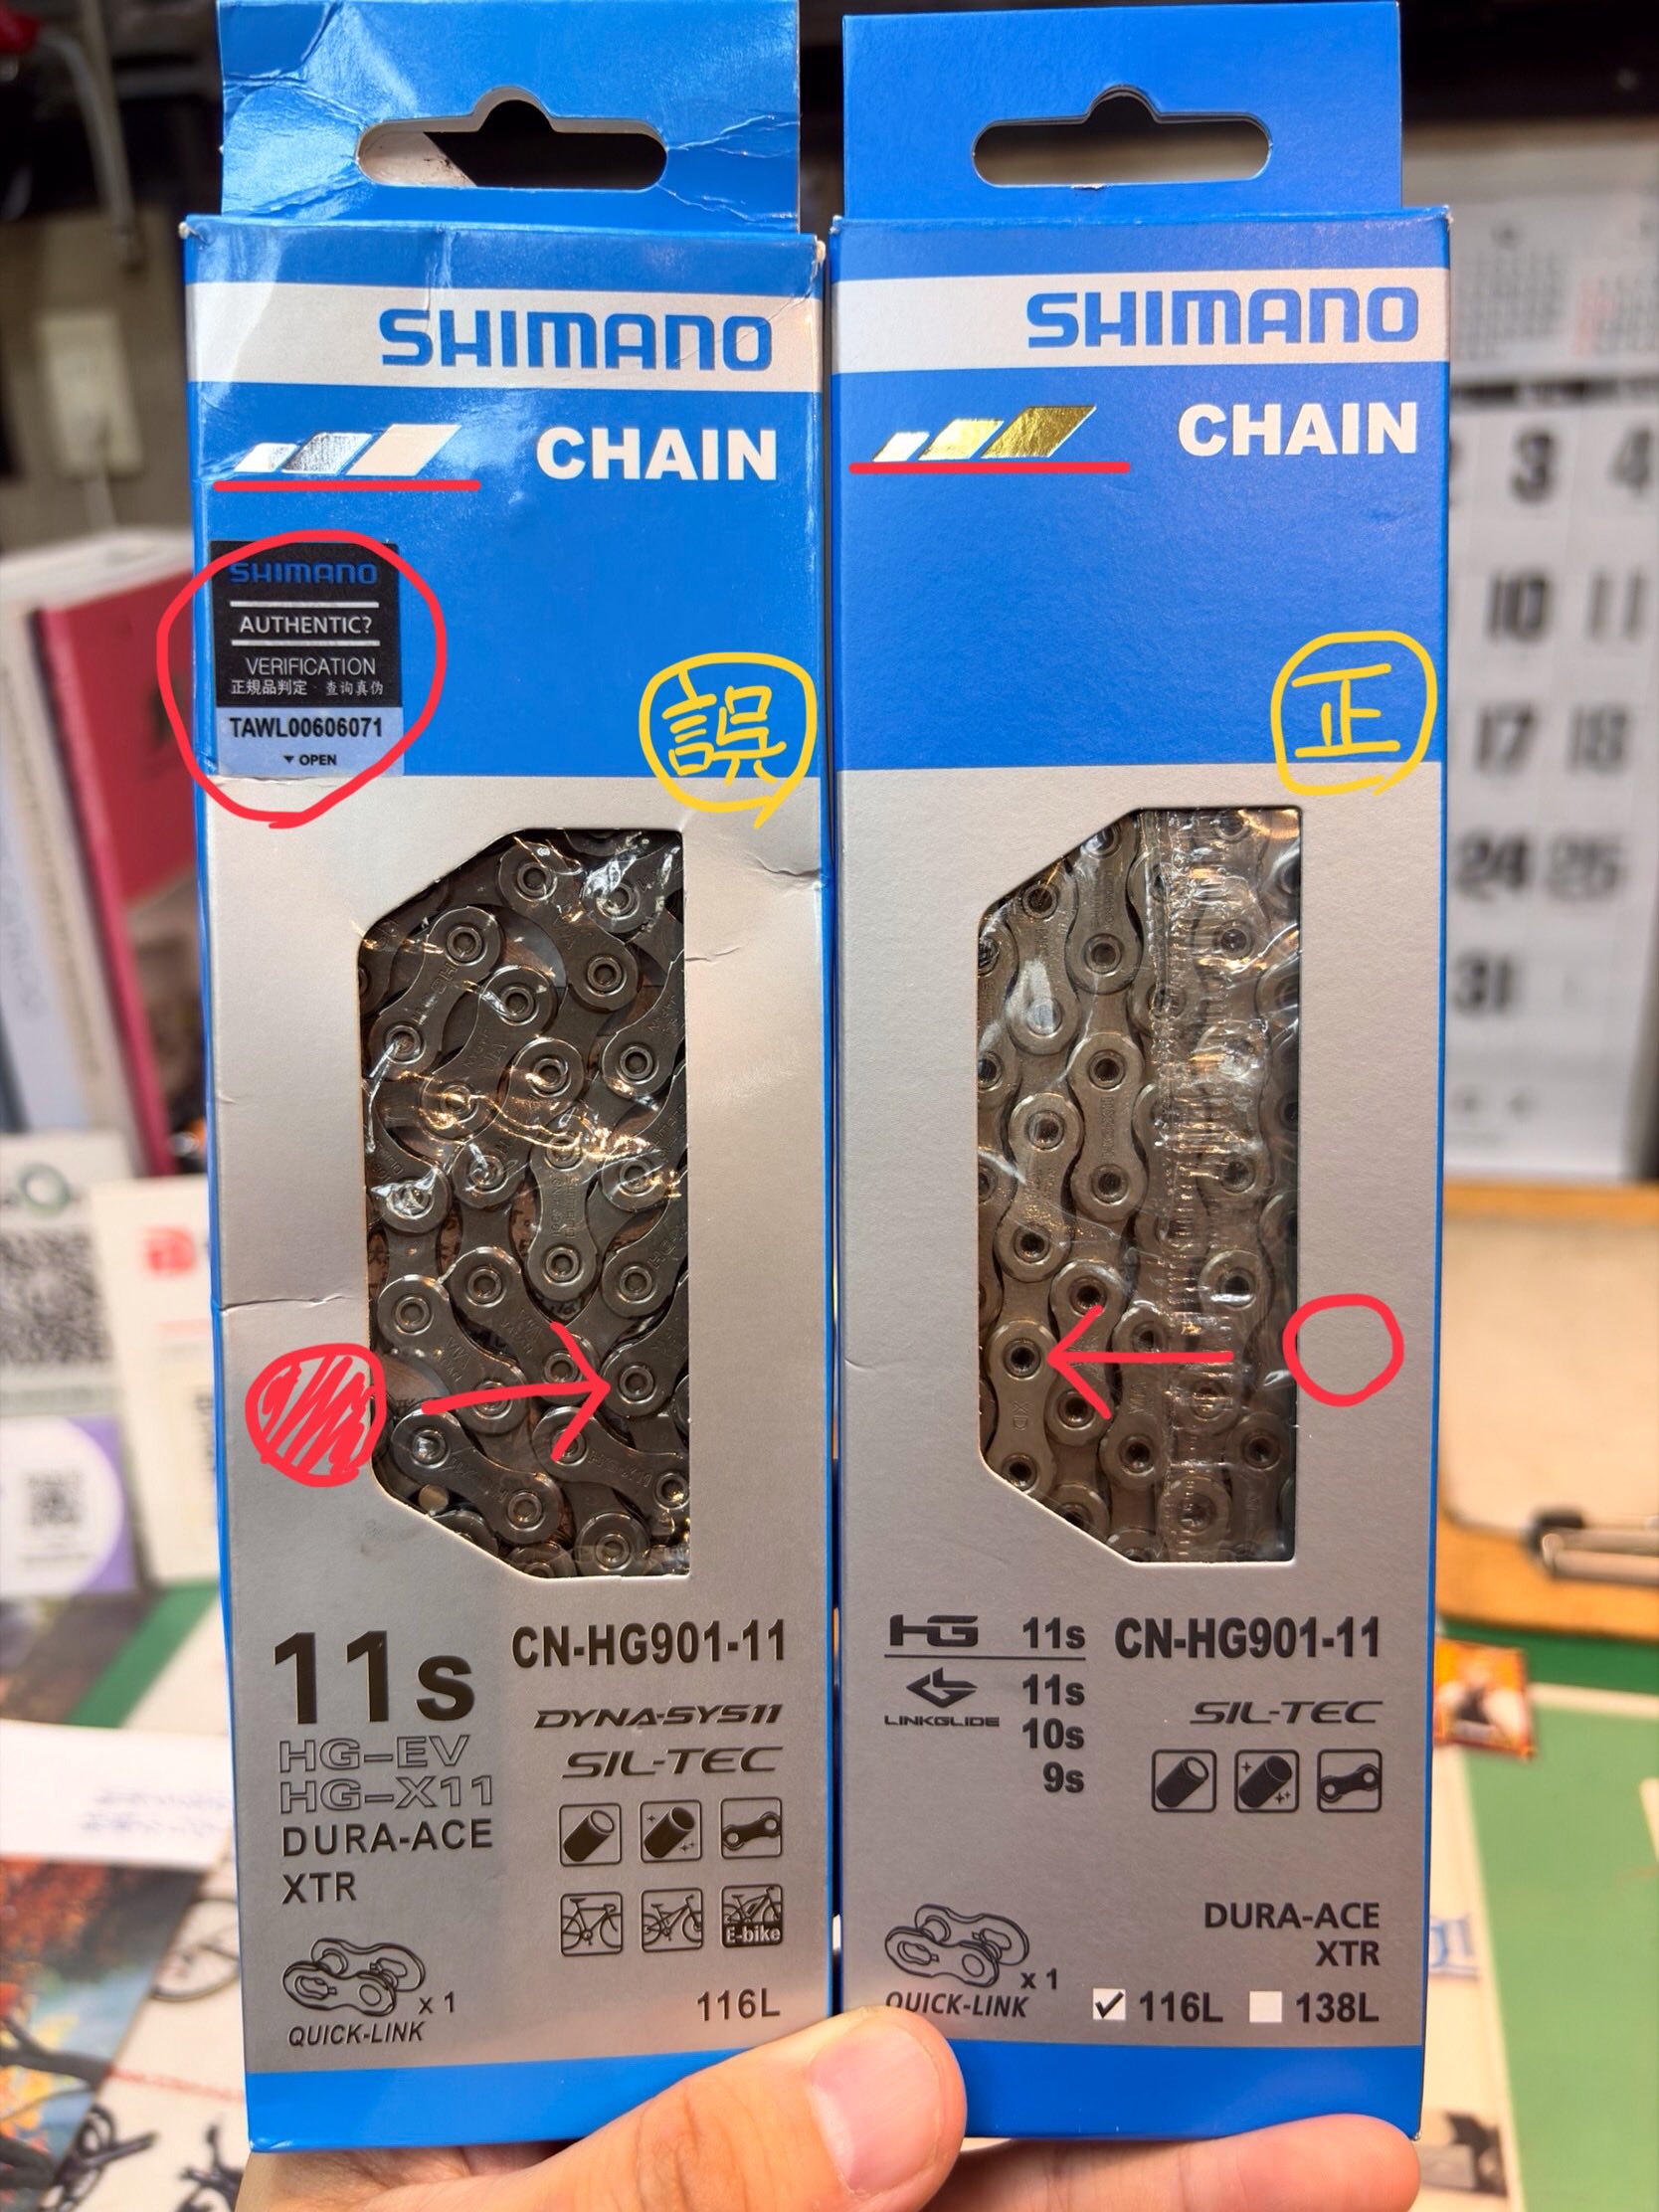 SHIMANO
CHAIN
SHIMANO
AUTHENTIC?
VERIFICATION
正規品判定・查询真伪
TAWL00606071
▼ OPEN
誤
11s
HG-EV
HG-X11
DURA-ACE
XTR
CN-HG901-11
DYNA-SYS11
SIL-TEC
E-bike
x 1
QUICK-LINK
116L
SHIMANO
CHAIN
正
HG 11s
LINKGLIDE
11s
10s
9s
CN-HG901-11
SIL-TEC
DURA-ACE
XTR
x 1
QUICK-LINK
✓ 116L
138L
3 4
10 11
17 18
24 25
31